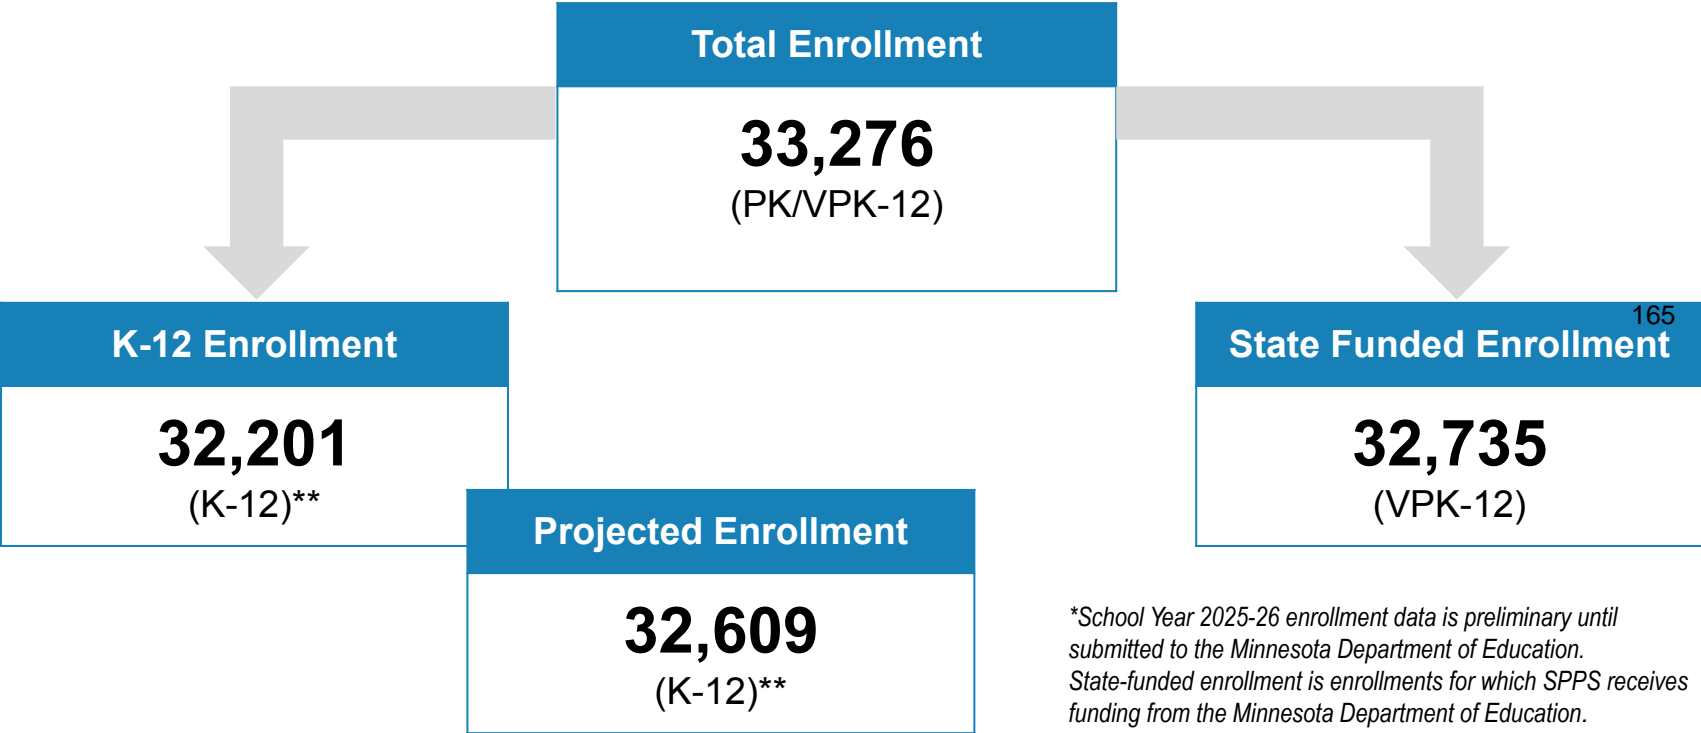 Total Enrollment
33,276
(PK/VPK-12)
K-12 Enrollment
32,201
(K-12)**
Projected Enrollment
32,609
(K-12)**
165
State Funded Enrollment
32,735
(VPK-12)
*School Year 2025-26 enrollment data is preliminary until
submitted to the Minnesota Department of Education.
State-funded enrollment is enrollments for which SPPS receives
funding from the Minnesota Department of Education.